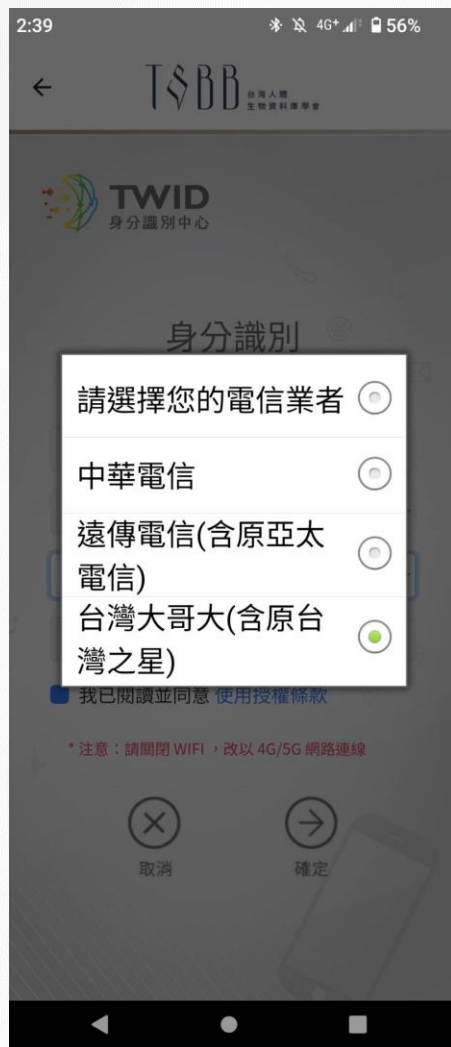 2:39 4G+ 56%
TSBB 台灣人體
生物資料庫學會
TWID
身分識別中心
身分識別
請選擇您的電信業者
中華電信
遠傳電信(含原亞太
電信)
台灣大哥大(含原台
灣之星)
我已閱讀並同意 使用授權條款
*注意：請關閉 WIFI ，改以 4G/5G 網路連線
取消 確定